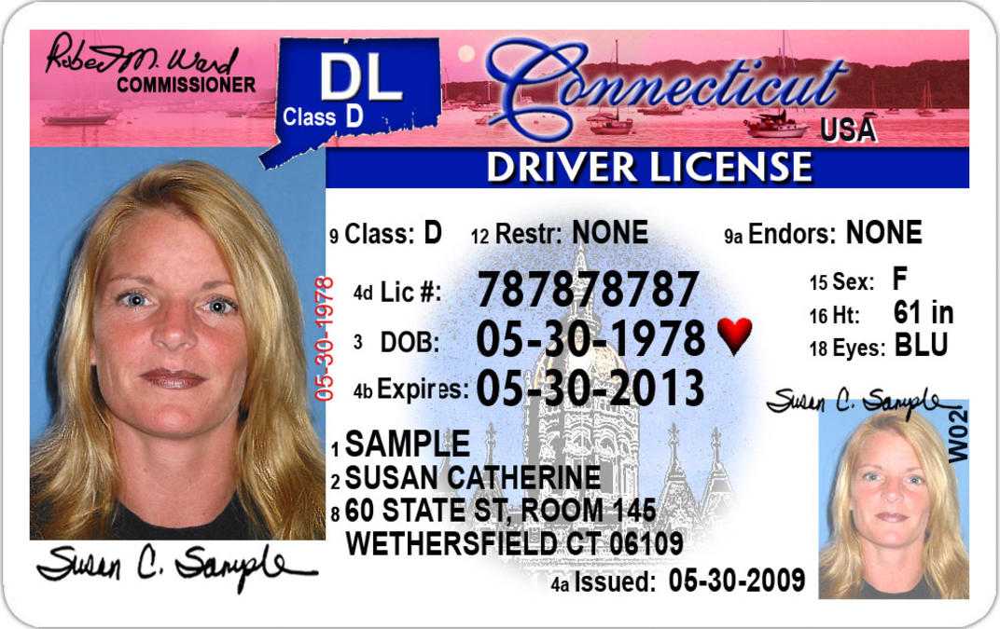 Robert M. Ward
COMMISSIONER
DL
Class D
Connecticut
USA
DRIVER LICENSE
9 Class: D 12 Restr: NONE 9a Endors: NONE
4d Lic #: 787878787
15 Sex: F
16 Ht: 61 in
18 Eyes: BLU
3 DOB: 05-30-1978
4b Expires: 05-30-2013
05-30-1978
1 SAMPLE
2 SUSAN CATHERINE
8 60 STATE ST, ROOM 145
WETHERSFIELD CT 06109
4a Issued: 05-30-2009
Susan C. Sample
W02
Susan C. Sample